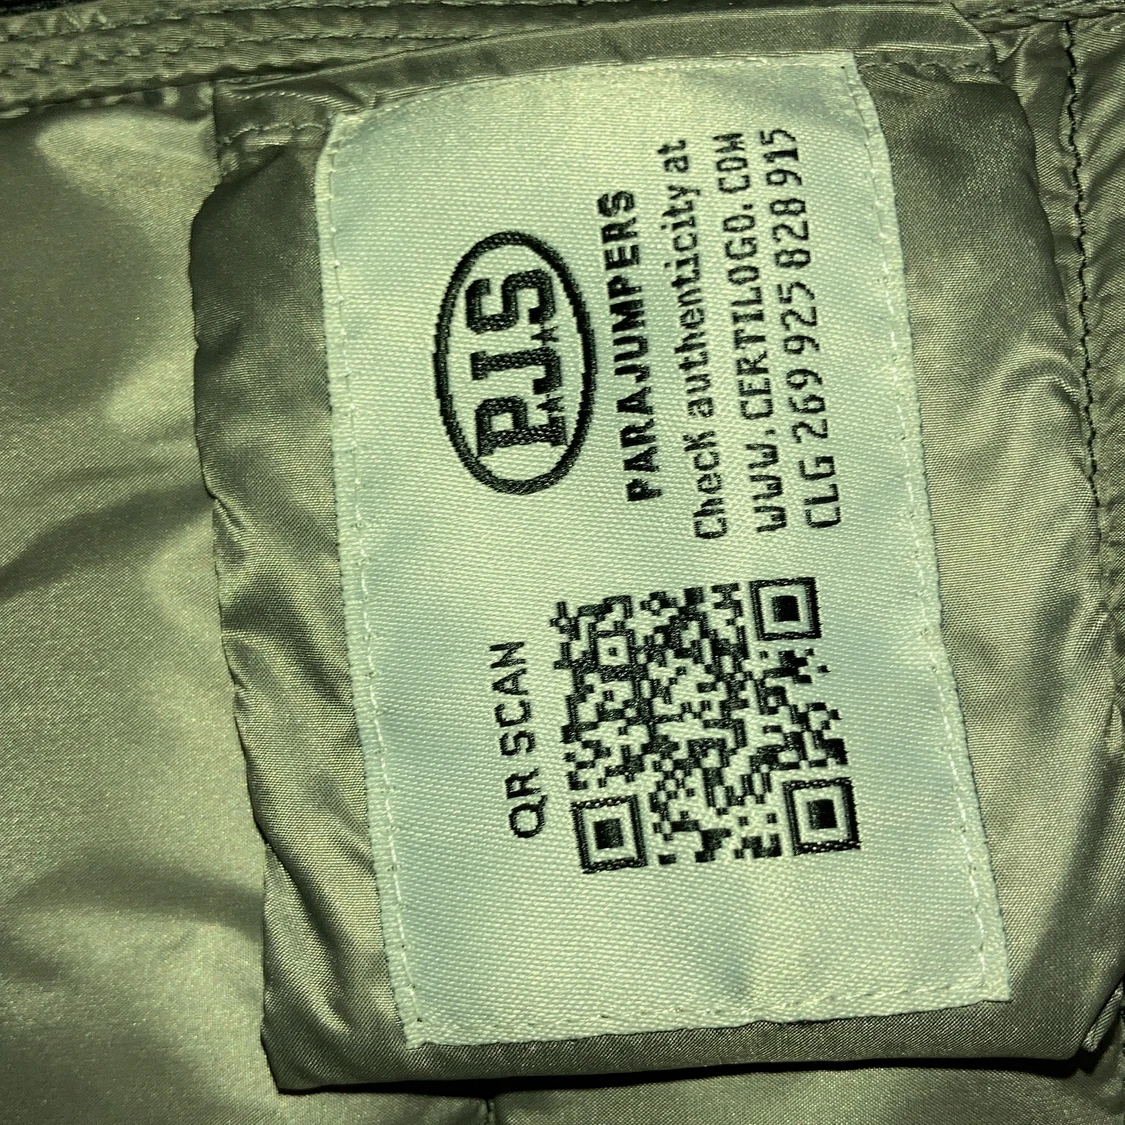 PJS
PARAJUMPERS
Check authenticity at
WWW.CERTILOGO.COM
CLG 269 925 828 915
QR SCAN